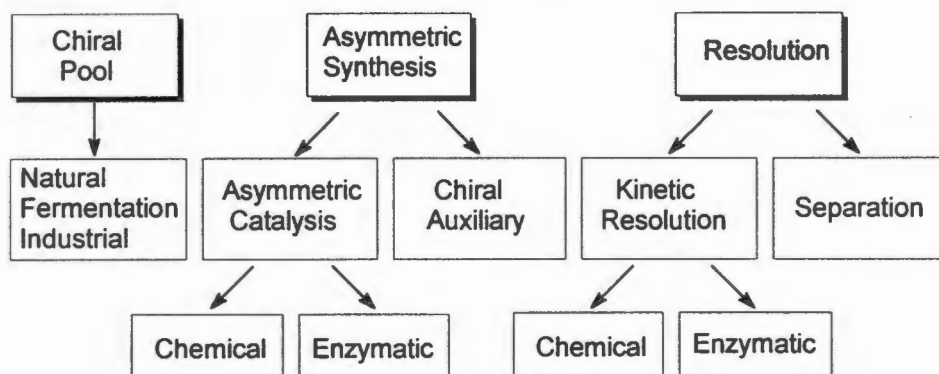 Chiral
Pool
Asymmetric
Synthesis
Resolution
Natural
Fermentation
Industrial
Asymmetric
Catalysis
Chiral
Auxiliary
Kinetic
Resolution
Separation
Chemical
Enzymatic
Chemical
Enzymatic